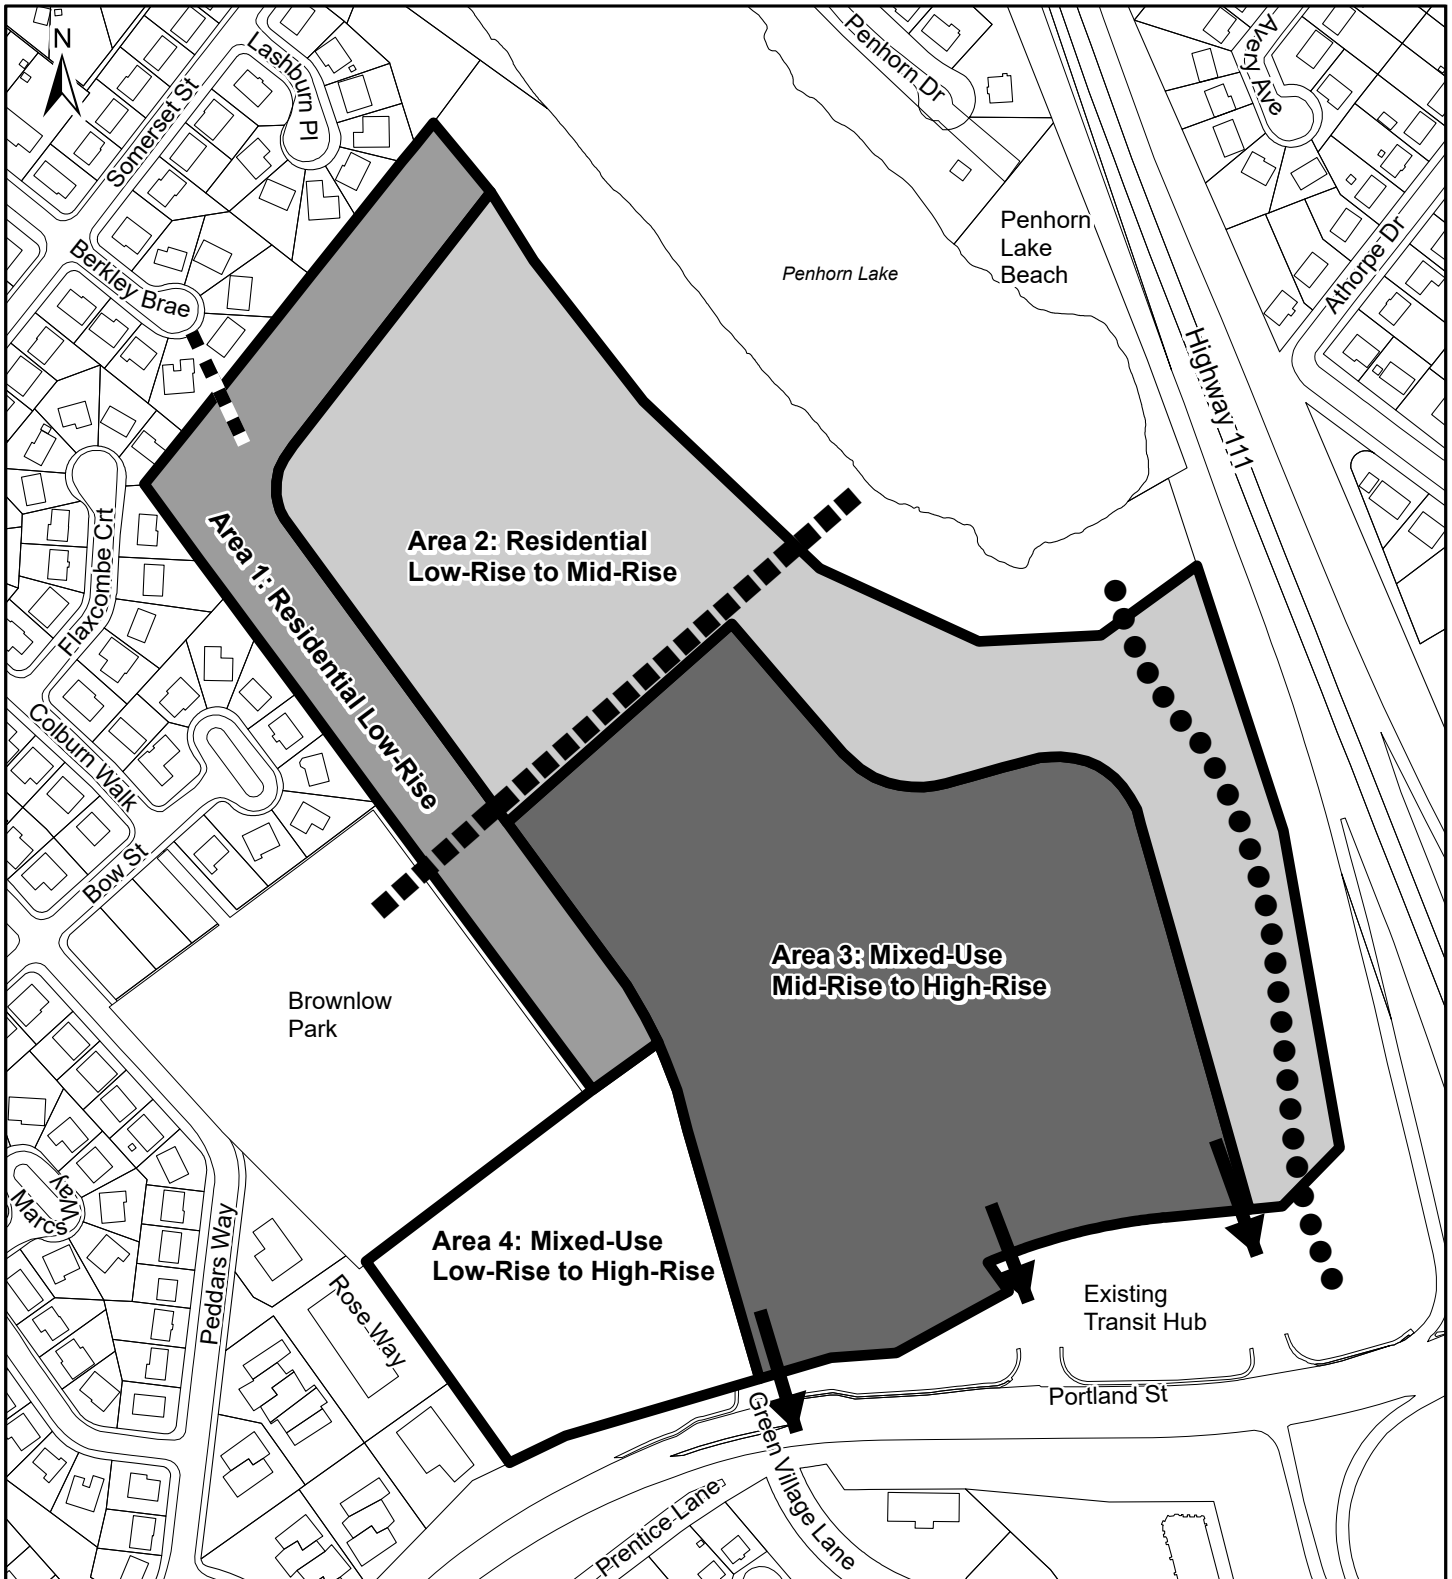 N
Lashburn Pl
Somerset St
Penhorn Dr
Avery Ave
Penhorn
Lake
Beach
Penhorn Lake
Athorpe Dr
Berkley Brae
Highway 111
Flaxcombe Crt
Area 1: Residential Low-Rise
Area 2: Residential
Low-Rise to Mid-Rise
Colburn Walk
Bow St
Brownlow
Park
Area 3: Mixed-Use
Mid-Rise to High-Rise
Marcs
Way
Peddars Way
Rose Way
Area 4: Mixed-Use
Low-Rise to High-Rise
Existing
Transit Hub
Portland St
Green Village Lane
Prentice Lane